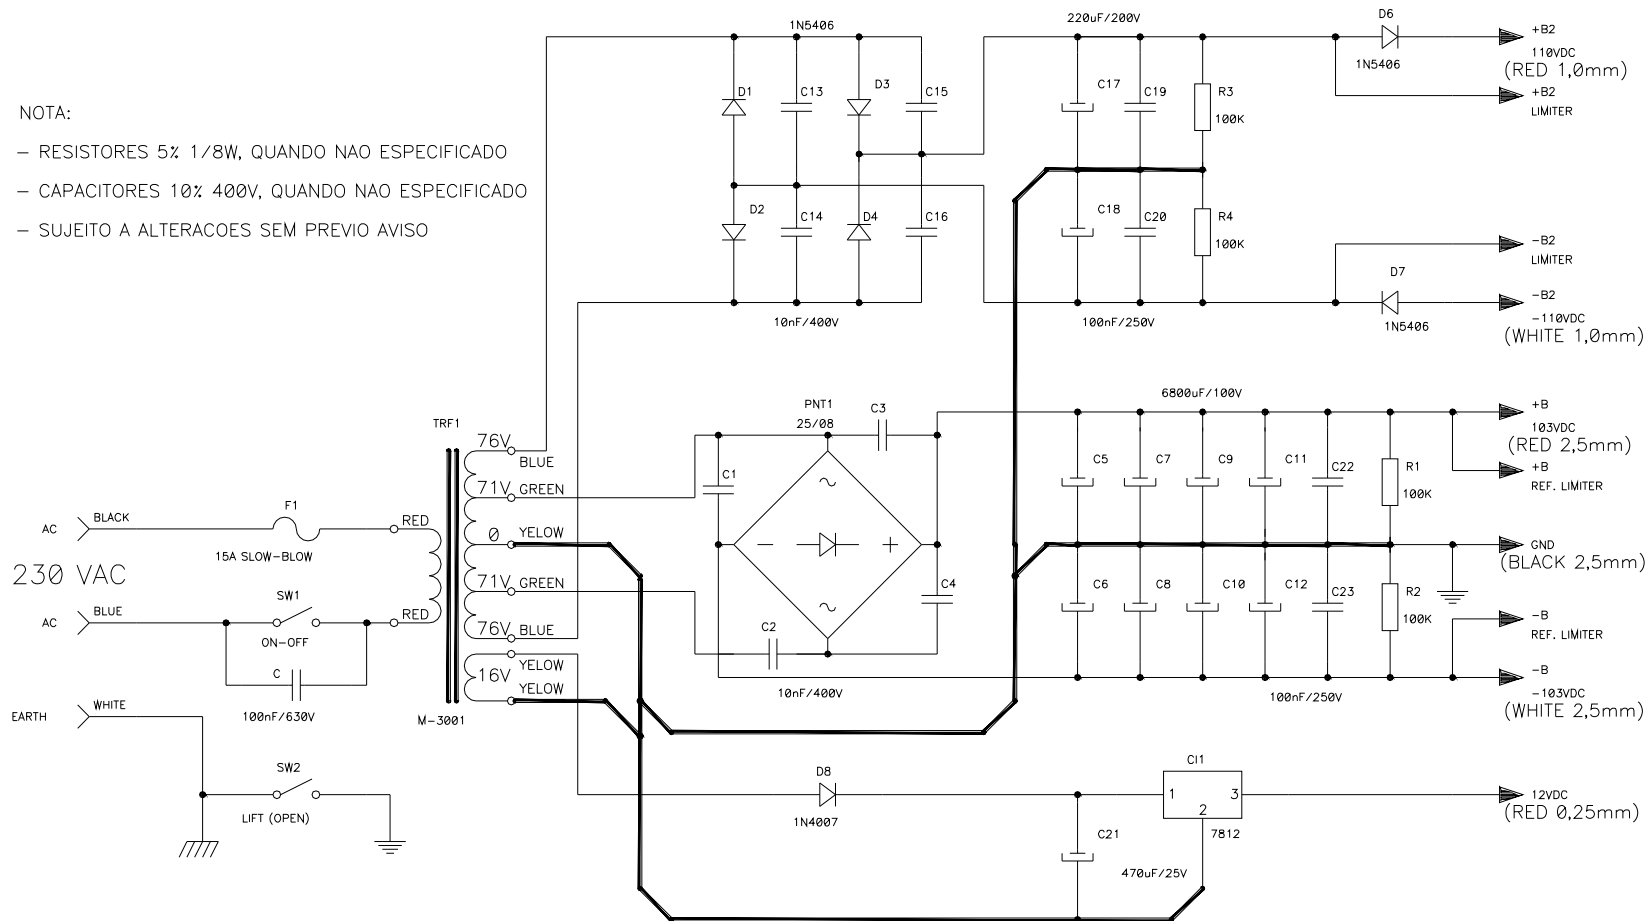 NOTA:
– RESISTORES 5% 1/8W, QUANDO NAO ESPECIFICADO
– CAPACITORES 10% 400V, QUANDO NAO ESPECIFICADO
– SUJEITO A ALTERACOES SEM PREVIO AVISO
1N5406
D1
C13
D3
C15
D2
C14
D4
C16
10nF/400V
220uF/200V
C17
C19
R3
100K
C18
C20
R4
100K
100nF/250V
D6
1N5406
+B2
110VDC
(RED 1,0mm)
+B2
LIMITER
–B2
LIMITER
D7
1N5406
–B2
–110VDC
(WHITE 1,0mm)
TRF1
76V
BLUE
71V
GREEN
0
YELOW
71V
GREEN
76V
BLUE
YELOW
16V
YELOW
M–3001
AC
BLACK
F1
15A SLOW–BLOW
RED
230 VAC
AC
BLUE
SW1
ON–OFF
RED
C
100nF/630V
EARTH
WHITE
SW2
LIFT (OPEN)
PNT1
25/08
C3
C1
~
–
+
~
C4
C2
10nF/400V
6800uF/100V
C5
C7
C9
C11
C22
R1
100K
C6
C8
C10
C12
C23
R2
100K
100nF/250V
+B
103VDC
(RED 2,5mm)
+B
REF. LIMITER
GND
(BLACK 2,5mm)
–B
REF. LIMITER
–B
–103VDC
(WHITE 2,5mm)
D8
1N4007
C21
470uF/25V
CI1
1
3
2
7812
12VDC
(RED 0,25mm)